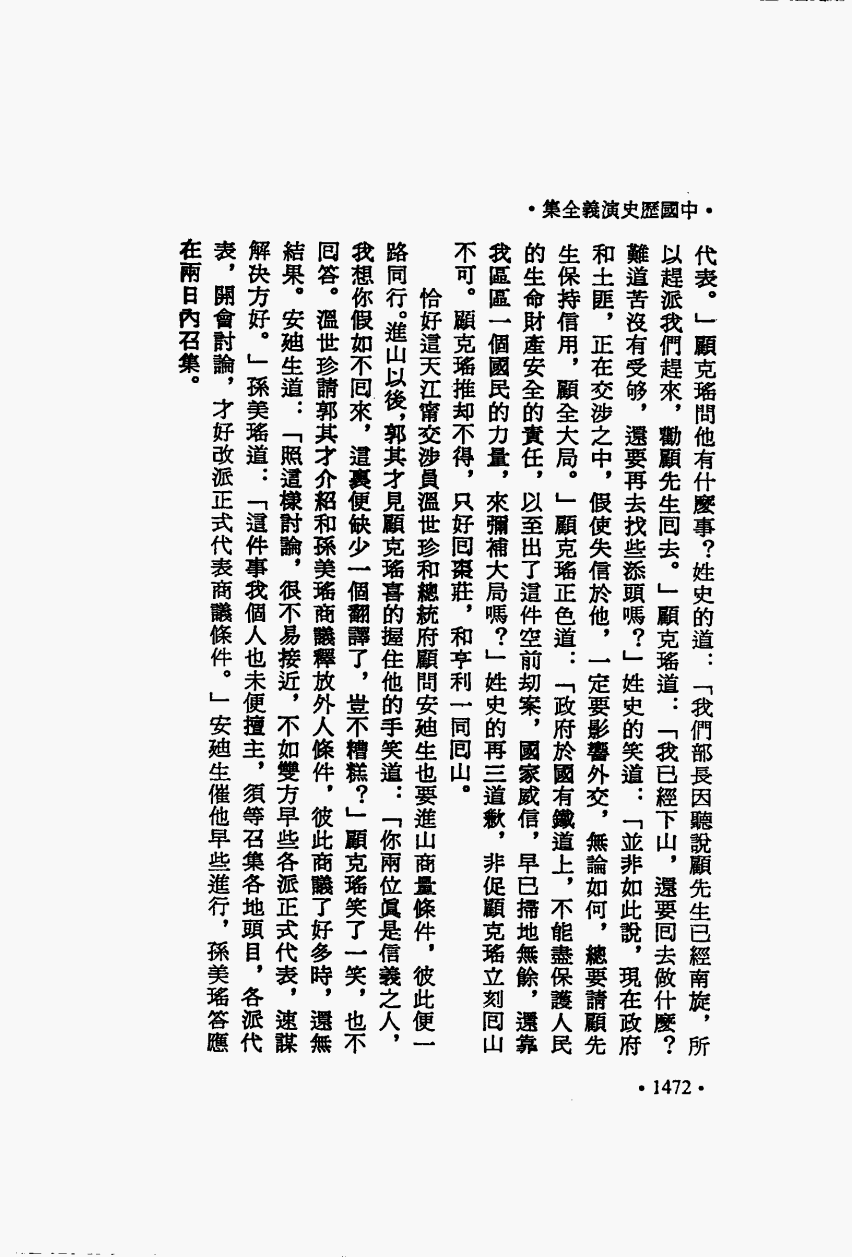 •中國歷史演義全集•
代表。」顧克瑤問他有什麼事？姓史的道：「我們部長因聽說顧先生已經南旋，所
以趕派我們趕來，勸顧先生回去。」顧克瑤道：「我已經下山，還要回去做什麼？
難道苦沒有受够，還要再去找些添頭嗎？」姓史的笑道：「並非如此說，現在政府
和土匪，正在交涉之中，假使失信於他，一定要影響外交，無論如何，總要請顧先
生保持信用，顧全大局。」顧克瑤正色道：「政府於國有鐵道上，不能盡保護人民
的生命財產安全的責任，以至出了這件空前刧案，國家威信，早已掃地無餘，還靠
我區區一個國民的力量，來彌補大局嗎？」姓史的再三道歉，非促顧克瑤立刻回山
不可。顧克瑤推却不得，只好回棗莊，和亨利一同回山。
恰好這天江甯交涉員溫世珍和總統府顧問安廸生也要進山商量條件，彼此便一
路同行。進山以後，郭其才見顧克瑤喜的握住他的手笑道：「你兩位眞是信義之人，
我想你假如不回來，這裏便缺少一個翻譯了，豈不糟糕？」顧克瑤笑了一笑，也不
回答。溫世珍請郭其才介紹和孫美瑤商議釋放外人條件，彼此商議了好多時，還無
結果。安廸生道：「照這樣討論，很不易接近，不如雙方早些各派正式代表，速謀
解決方好。」孫美瑤道：「這件事我個人也未便擅主，須等召集各地頭目，各派代
表，開會討論，才好改派正式代表商議條件。」安廸生催他早些進行，孫美瑤答應
在兩日內召集。
•1472•